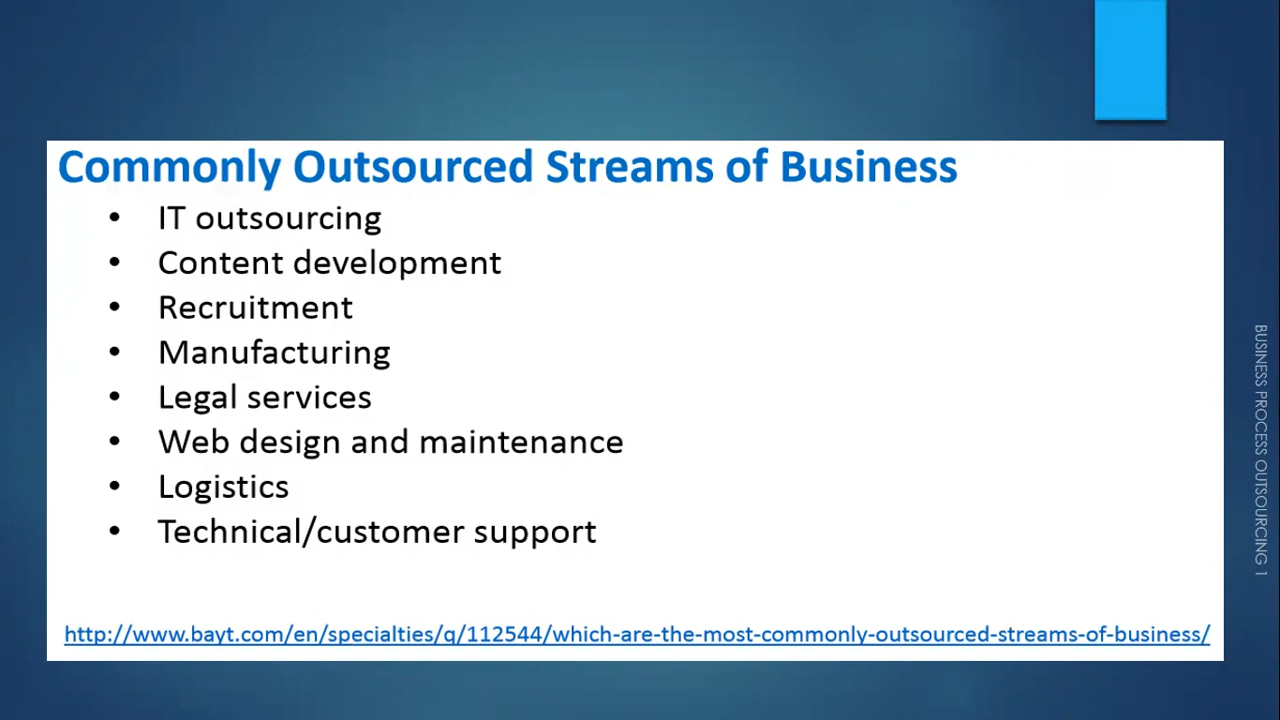 Commonly Outsourced Streams of Business
• IT outsourcing
• Content development
• Recruitment
• Manufacturing
• Legal services
• Web design and maintenance
• Logistics
• Technical/customer support
http://www.bayt.com/en/specialties/q/112544/which-are-the-most-commonly-outsourced-streams-of-business/
BUSINESS PROCESS OUTSOURCING 1